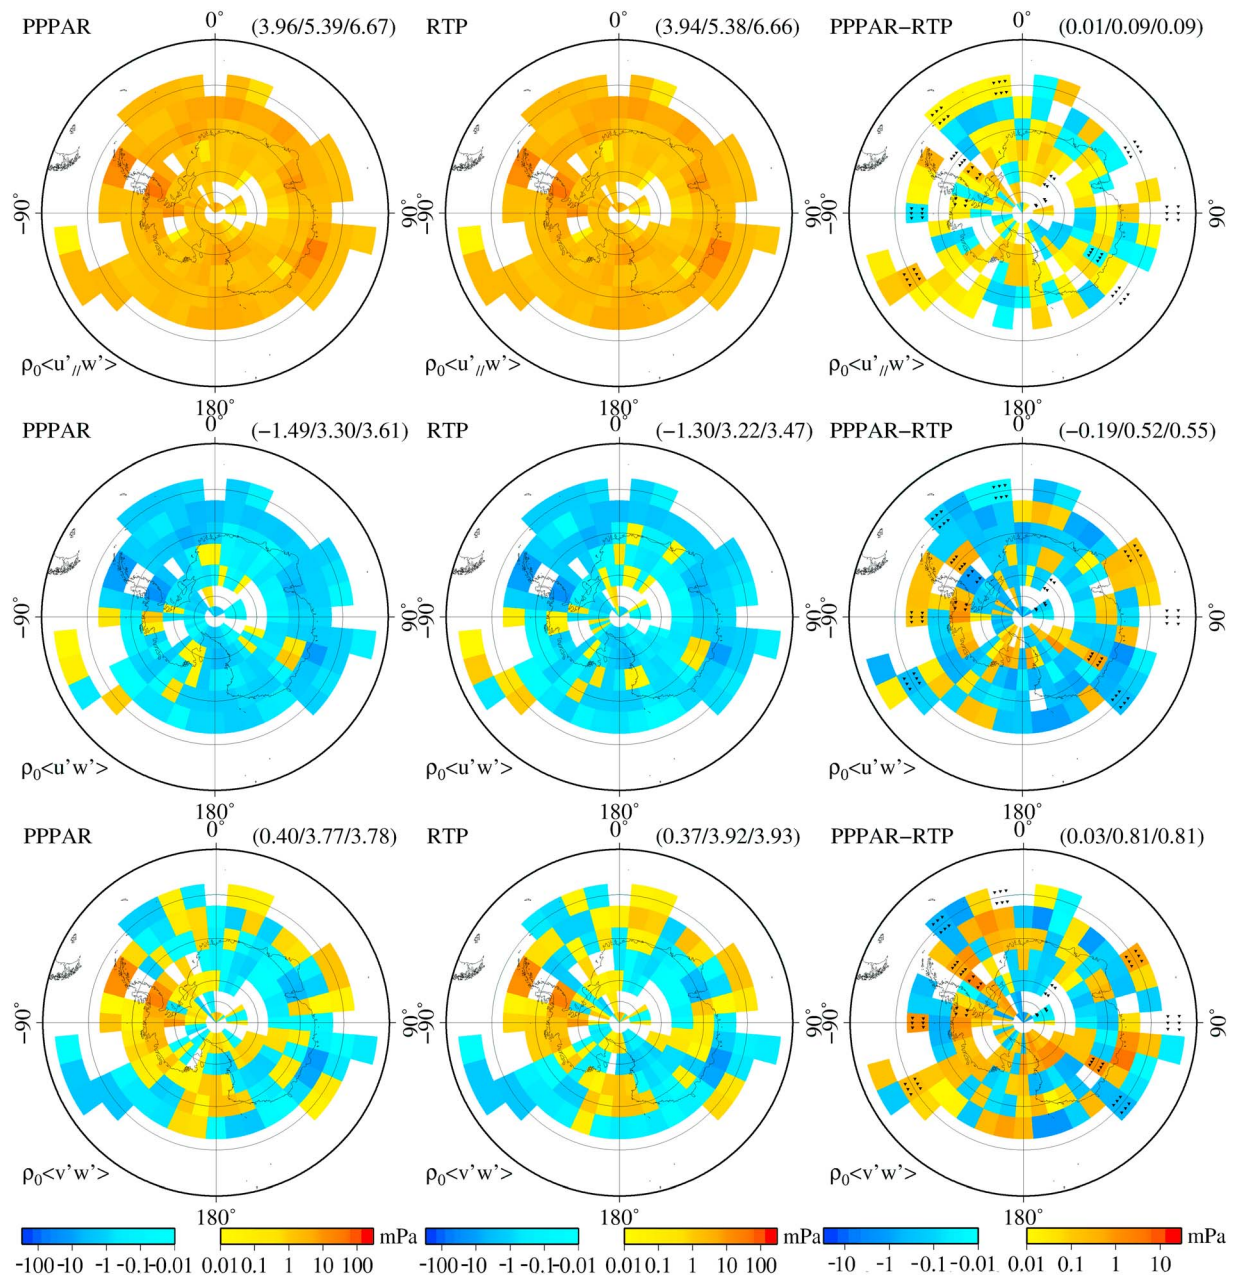 PPPAR 0° (3.96/5.39/6.67) RTP 0° (3.94/5.38/6.66) PPPAR−RTP 0° (0.01/0.09/0.09)
−90° 90° −90° 90° −90° 90°
ρ₀<u'//w'> ρ₀<u'//w'> ρ₀<u'//w'>
180° 180° 180°
PPPAR 0° (−1.49/3.30/3.61) RTP 0° (−1.30/3.22/3.47) PPPAR−RTP 0° (−0.19/0.52/0.55)
−90° 90° −90° 90° −90° 90°
ρ₀<u'w'> ρ₀<u'w'> ρ₀<u'w'>
180° 180° 180°
PPPAR 0° (0.40/3.77/3.78) RTP 0° (0.37/3.92/3.93) PPPAR−RTP 0° (0.03/0.81/0.81)
−90° 90° −90° 90° −90° 90°
ρ₀<v'w'> ρ₀<v'w'> ρ₀<v'w'>
180° 180° 180°
mPa mPa mPa
-100 -10 -1 -0.1 -0.01 0.01 0.1 1 10 100 -100 -10 -1 -0.1 -0.01 0.01 0.1 1 10 100 -10 -1 -0.1 -0.01 0.01 0.1 1 10